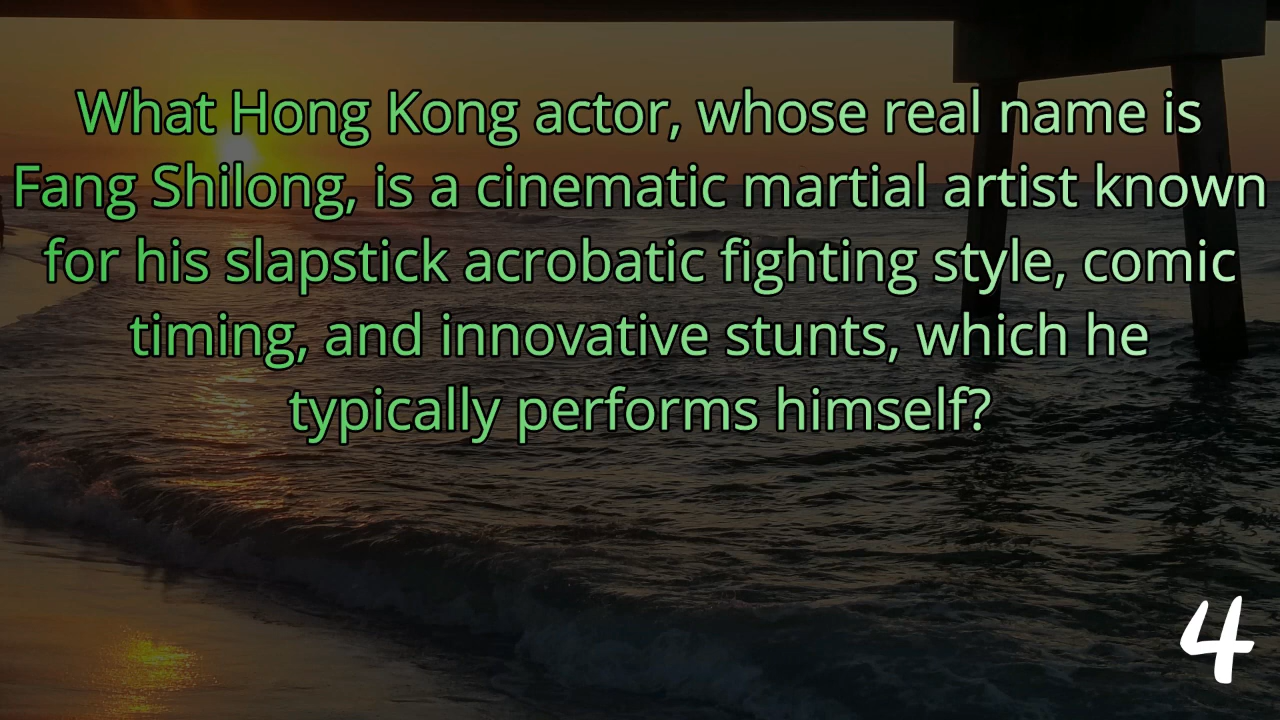 What Hong Kong actor, whose real name is
Fang Shilong, is a cinematic martial artist known
for his slapstick acrobatic fighting style, comic
timing, and innovative stunts, which he
typically performs himself?
4